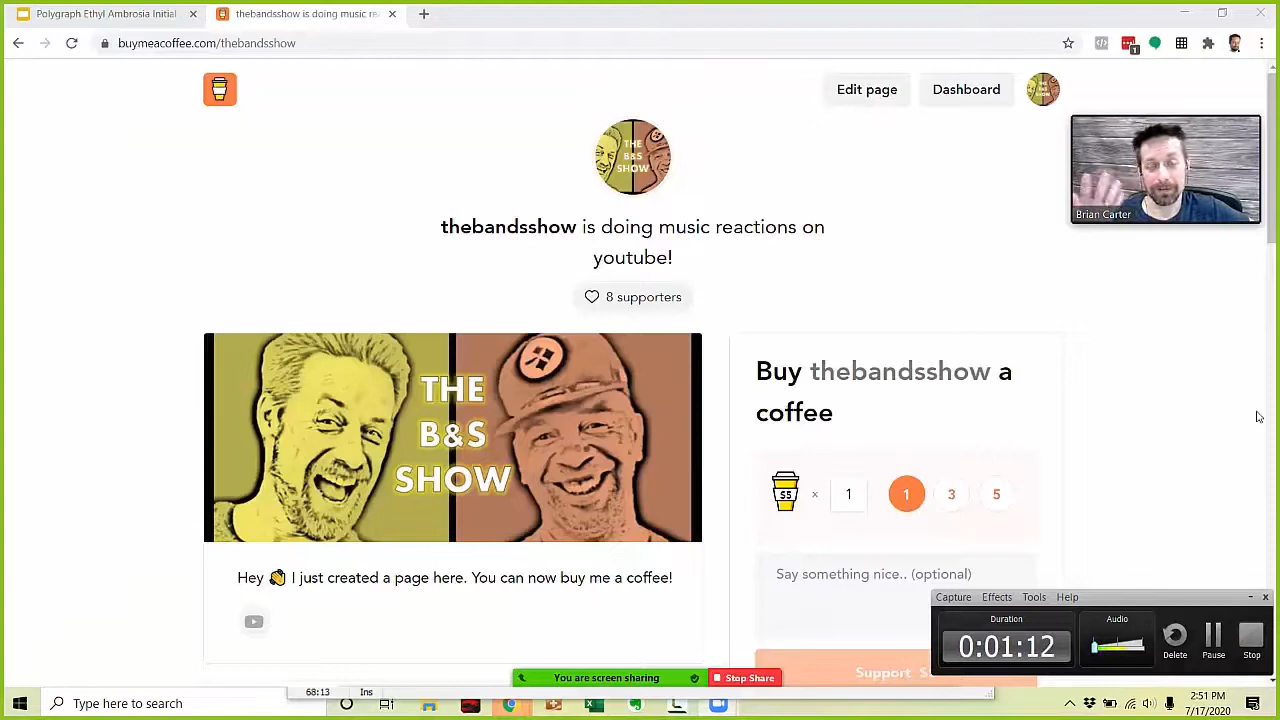 Polygraph Ethyl Ambrosia Initial
thebandsshow is doing music re
buymeacoffee.com/thebandsshow
1
Edit page
Dashboard
THE
B&S
SHOW
Brian Carter
thebandsshow is doing music reactions on
youtube!
8 supporters
THE
B&S
SHOW
Hey 👋 I just created a page here. You can now buy me a coffee!
Buy thebandsshow a
coffee
$5 × 1 1 3 5
Say something nice.. (optional)
Support
Capture Effects Tools Help
Duration
0:01:12
Audio
Delete
Pause
Stop
You are screen sharing
Stop Share
68:13 Ins
Type here to search
2:51 PM
7/17/2020